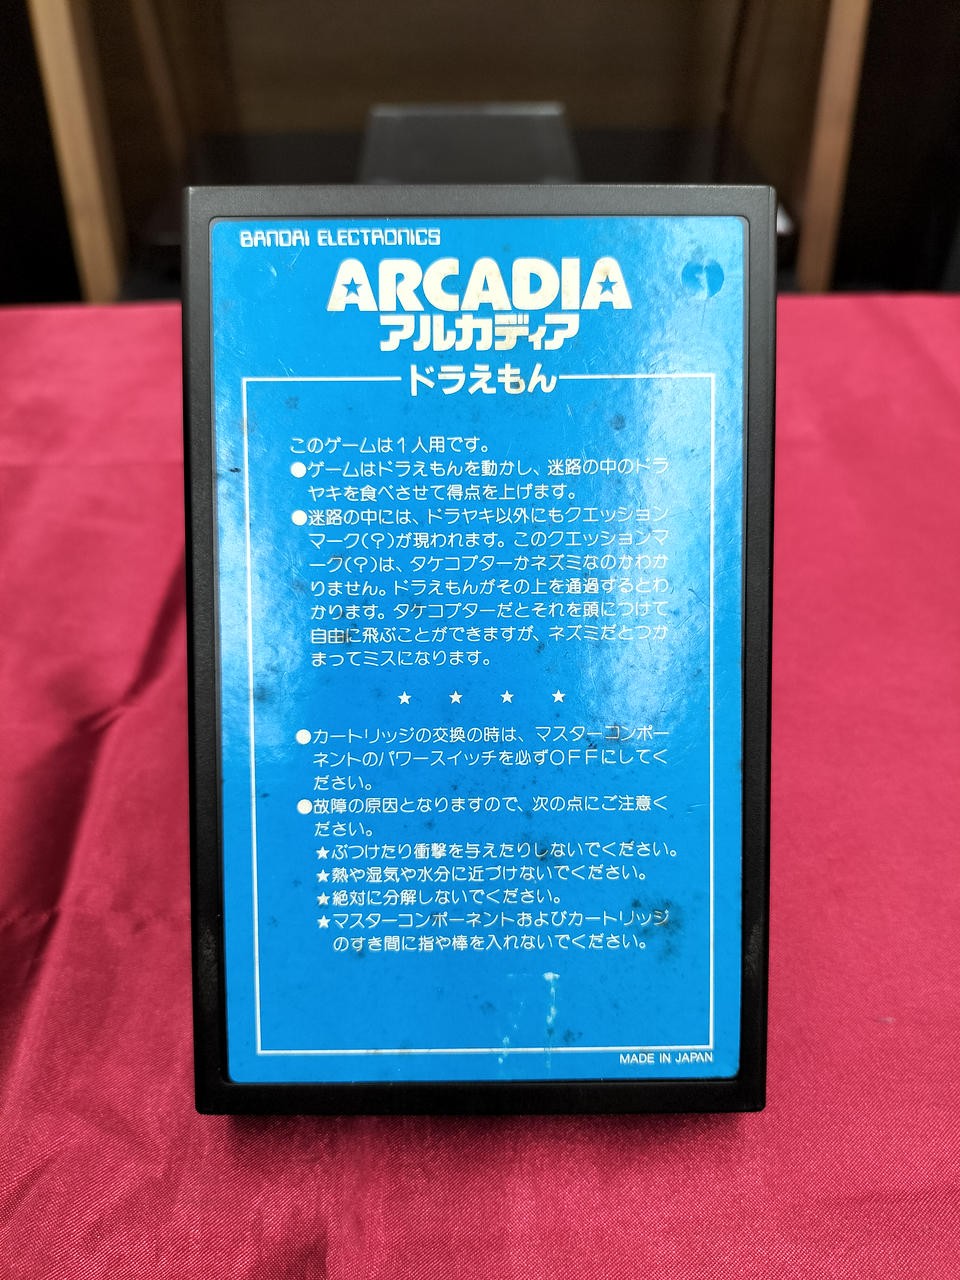 BANDAI ELECTRONICS
ARCADIA
アルカディア
ドラえもん
このゲームは1人用です。
●ゲームはドラえもんを動かし、迷路の中のドラ
ヤキを食べさせて得点を上げます。
●迷路の中には、ドラヤキ以外にもクエッション
マーク(?)が現われます。このクエッションマ
ーク(?)は、タケコプターかネズミなのかわか
りません。ドラえもんがその上を通過するとわ
かります。タケコプターだとそれを頭につけて
自由に飛ぶことができますが、ネズミだとつか
まってミスになります。
★ ★ ★ ★
●カートリッジの交換の時は、マスターコンポー
ネントのパワースイッチを必ずOFFにしてく
ださい。
●故障の原因となりますので、次の点にご注意く
ださい。
★ぶつけたり衝撃を与えたりしないでください。
★熱や湿気や水分に近づけないでください。
★絶対に分解しないでください。
★マスターコンポーネントおよびカートリッジ
のすき間に指や棒を入れないでください。
MADE IN JAPAN